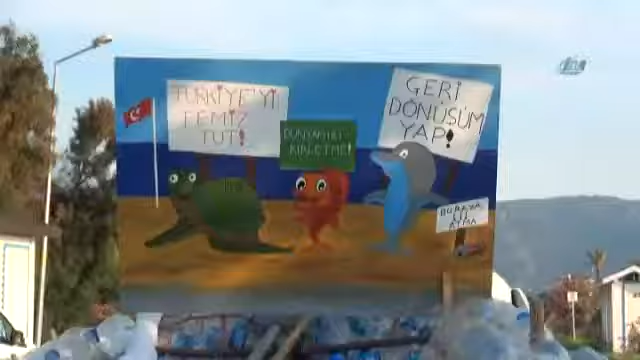 TÜRKİYE'Yİ
TEMİZ
TUT!
DÜNYAMIZI
KİRLETME!
GERİ
DÖNÜŞÜM
YAP!
BURAYA
ATMA